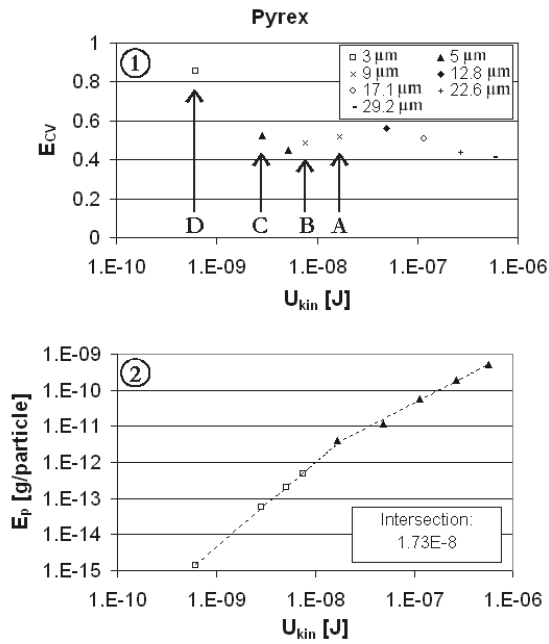 Pyrex
1
3 µm
5 µm
9 µm
12.8 µm
17.1 µm
22.6 µm
29.2 µm
1
0.8
0.6
0.4
0.2
0
E_CV
D
C
B
A
1.E-10
1.E-09
1.E-08
1.E-07
1.E-06
U_kin [J]
2
1.E-09
1.E-10
1.E-11
1.E-12
1.E-13
1.E-14
1.E-15
E_p [g/particle]
Intersection:
1.73E-8
1.E-10
1.E-09
1.E-08
1.E-07
1.E-06
U_kin [J]